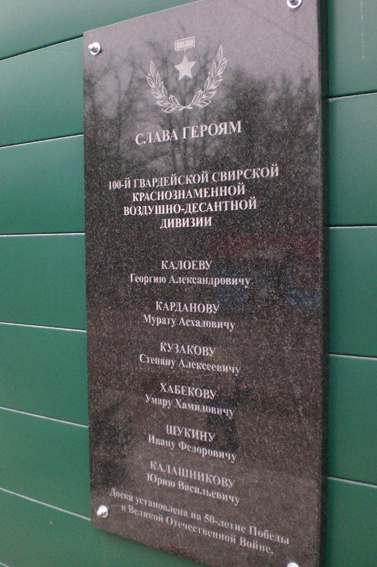 СЛАВА ГЕРОЯМ
100-Й ГВАРДЕЙСКОЙ СВИРСКОЙ
КРАСНОЗНАМЕННОЙ
ВОЗДУШНО-ДЕСАНТНОЙ
ДИВИЗИИ
КАЛОЕВУ
Георгию Александровичу
КАРДАНОВУ
Мурату Асхадовичу
КУЗАКОВУ
Степану Алексеевичу
ХАБЕКОВУ
Умару Хамидовичу
ЩУКИНУ
Ивану Федоровичу
КАЛАШНИКОВУ
Юрию Васильевичу
Доска установлена на 50-летие Победы
в Великой Отечественной Войне.